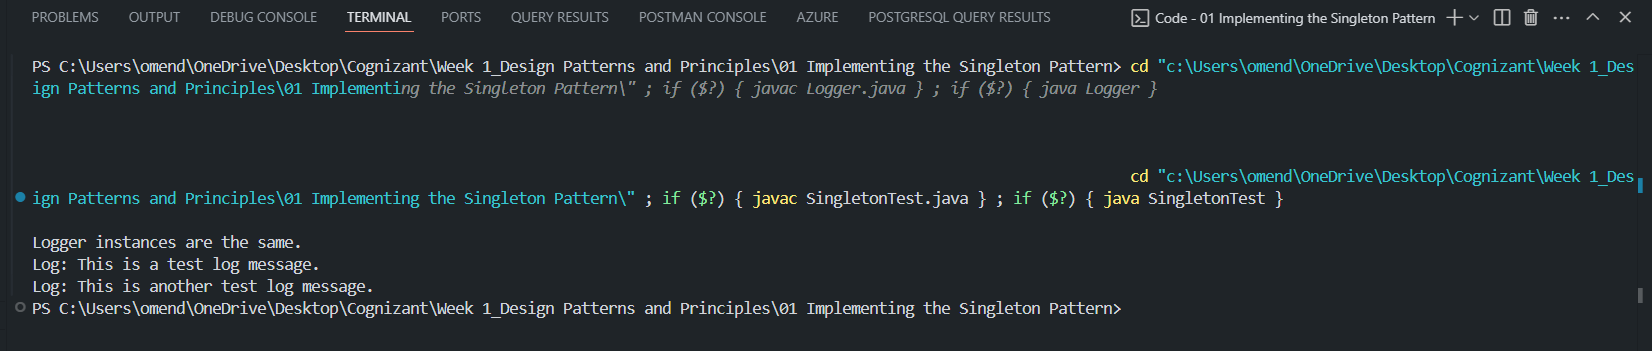 PROBLEMS OUTPUT DEBUG CONSOLE TERMINAL PORTS QUERY RESULTS POSTMAN CONSOLE AZURE POSTGRESQL QUERY RESULTS Code - 01 Implementing the Singleton Pattern
PS C:\Users\omend\OneDrive\Desktop\Cognizant\Week 1_Design Patterns and Principles\01 Implementing the Singleton Pattern> cd "c:\Users\omend\OneDrive\Desktop\Cognizant\Week 1_Des
ign Patterns and Principles\01 Implementing the Singleton Pattern\" ; if ($?) { javac Logger.java } ; if ($?) { java Logger }
cd "c:\Users\omend\OneDrive\Desktop\Cognizant\Week 1_Des
ign Patterns and Principles\01 Implementing the Singleton Pattern\" ; if ($?) { javac SingletonTest.java } ; if ($?) { java SingletonTest }
Logger instances are the same.
Log: This is a test log message.
Log: This is another test log message.
PS C:\Users\omend\OneDrive\Desktop\Cognizant\Week 1_Design Patterns and Principles\01 Implementing the Singleton Pattern>